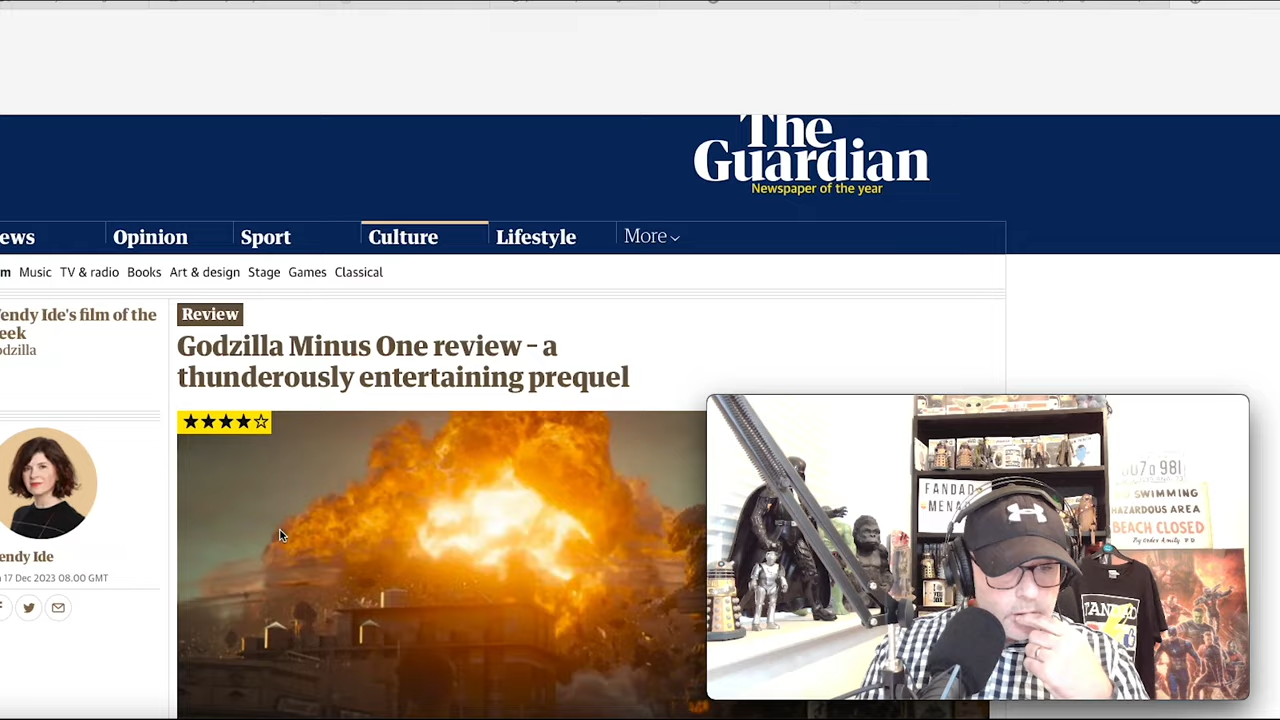 The
Guardian
Newspaper of the year
ews
Opinion
Sport
Culture
Lifestyle
More
m
Music
TV & radio
Books
Art & design
Stage
Games
Classical
endy Ide's film of the
eek
odzilla
Review
Godzilla Minus One review – a
thunderously entertaining prequel
endy Ide
17 Dec 2023 08.00 GMT
FANDAD
MENA
SWIMMING
HAZARDOUS AREA
BEACH CLOSED